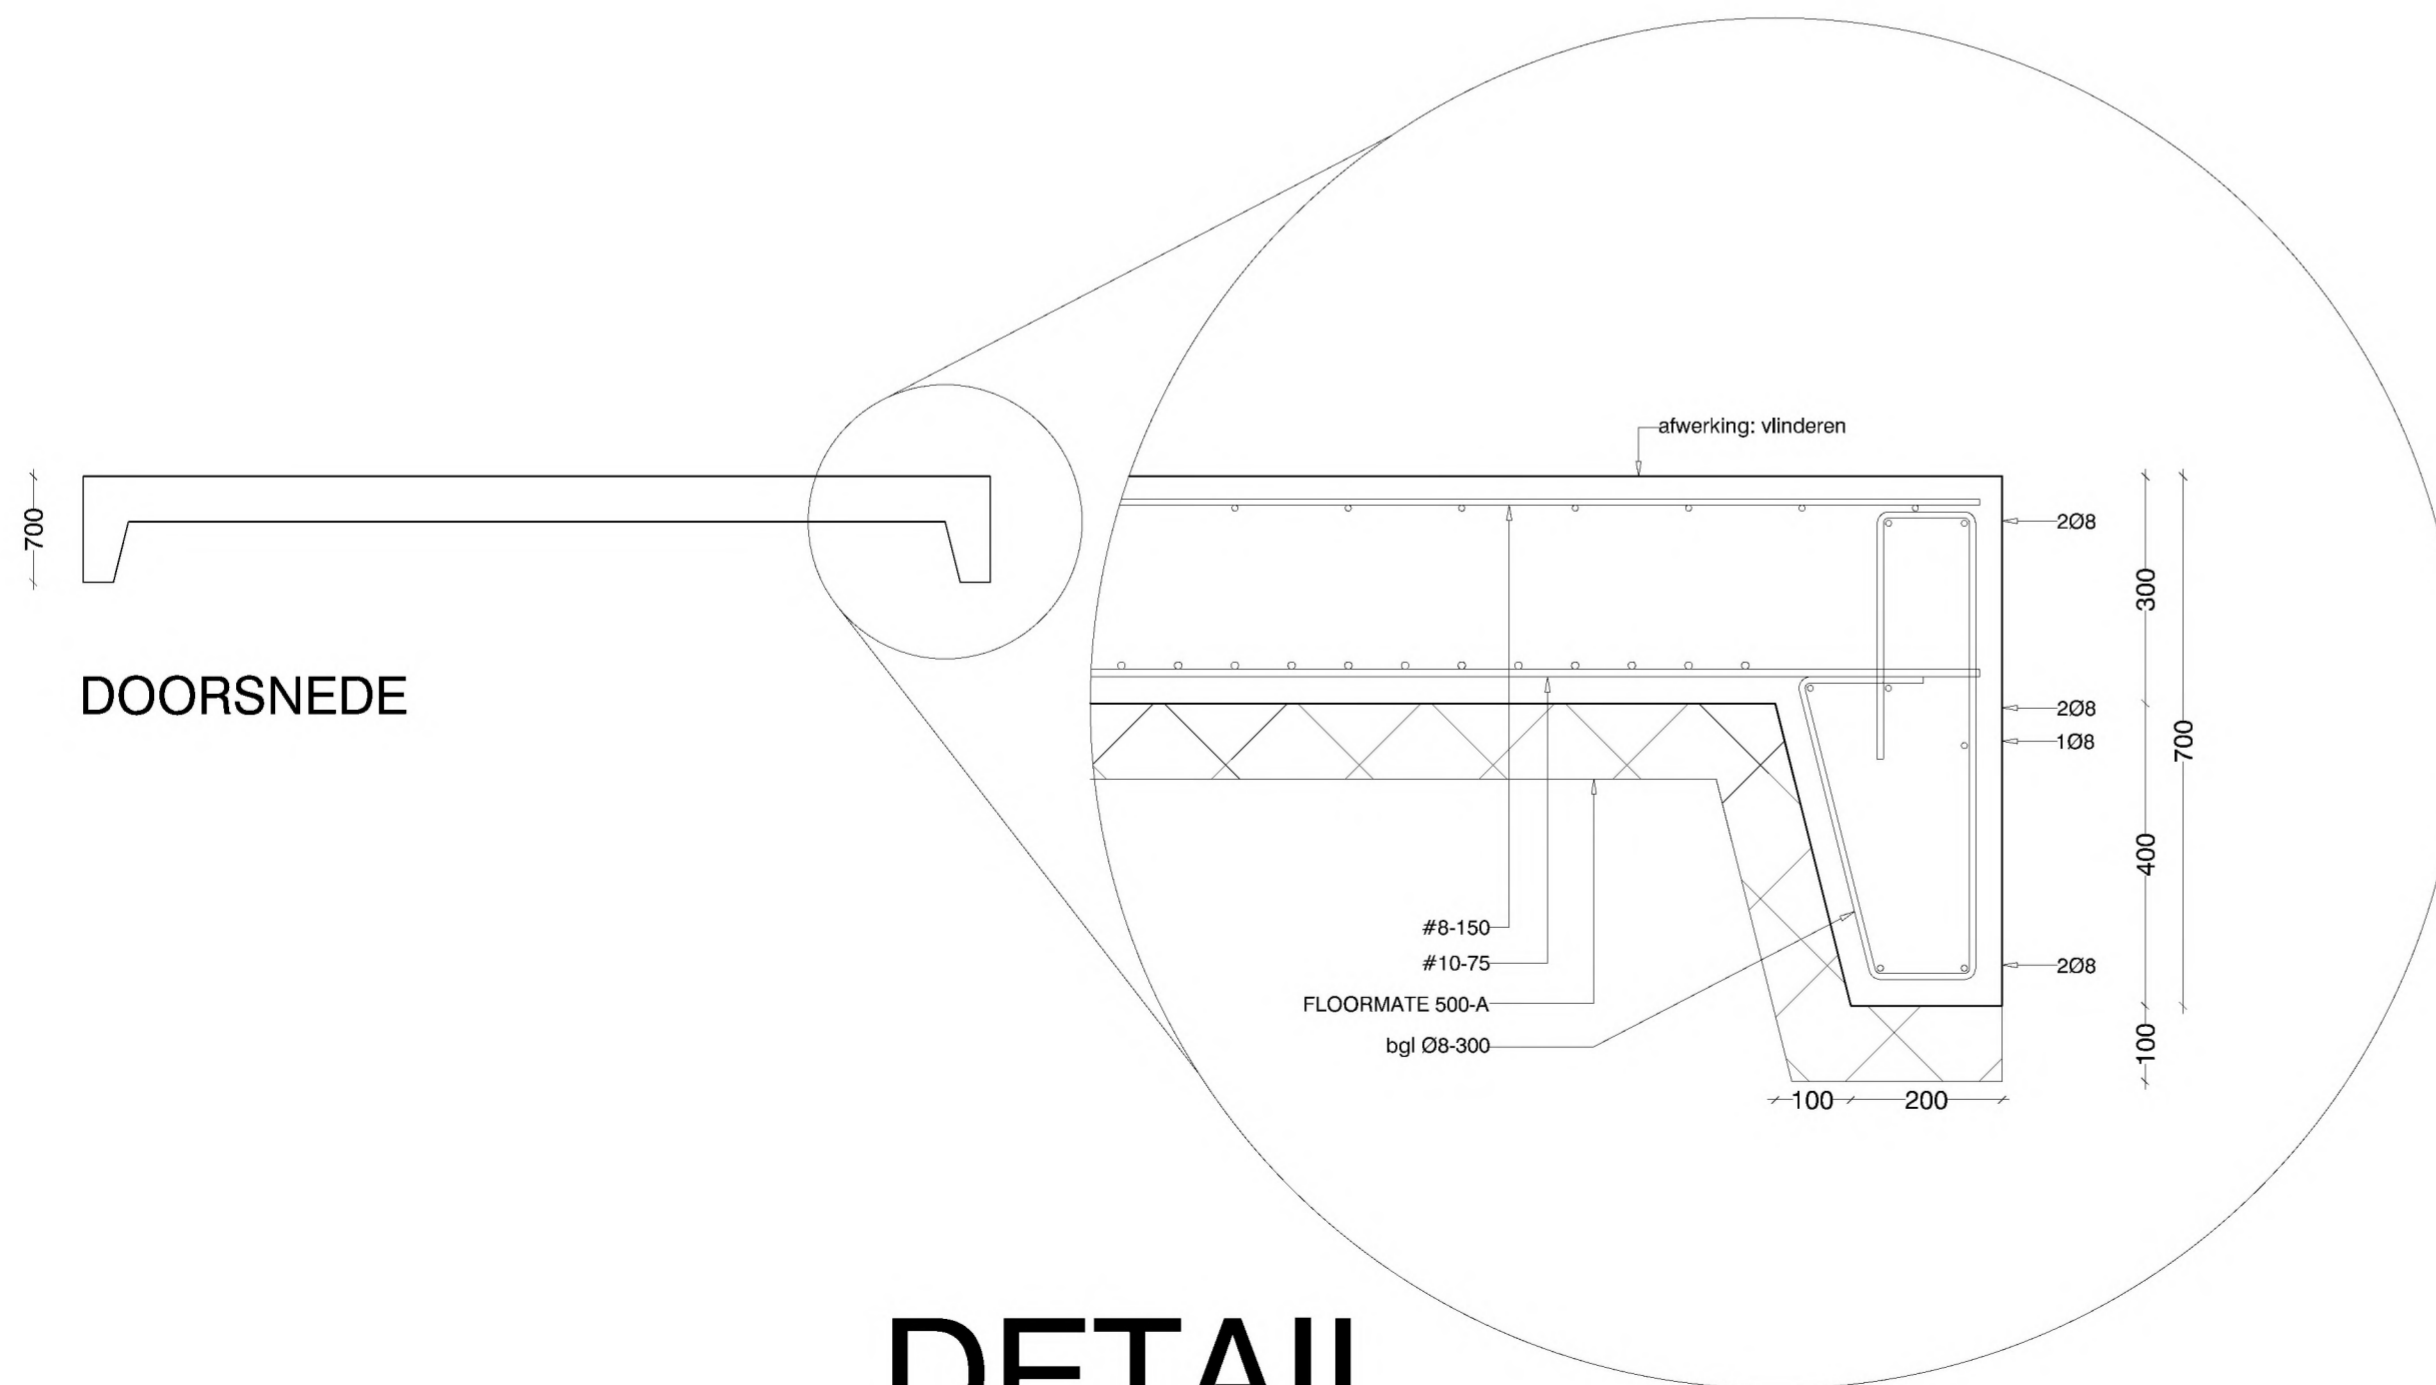 afwerking: vlinderen
700
DOORSNEDE
2Ø8
300
2Ø8
1Ø8
700
400
#8-150
#10-75
2Ø8
FLOORMATE 500-A
bgl Ø8-300
100
100
200
DETAIL